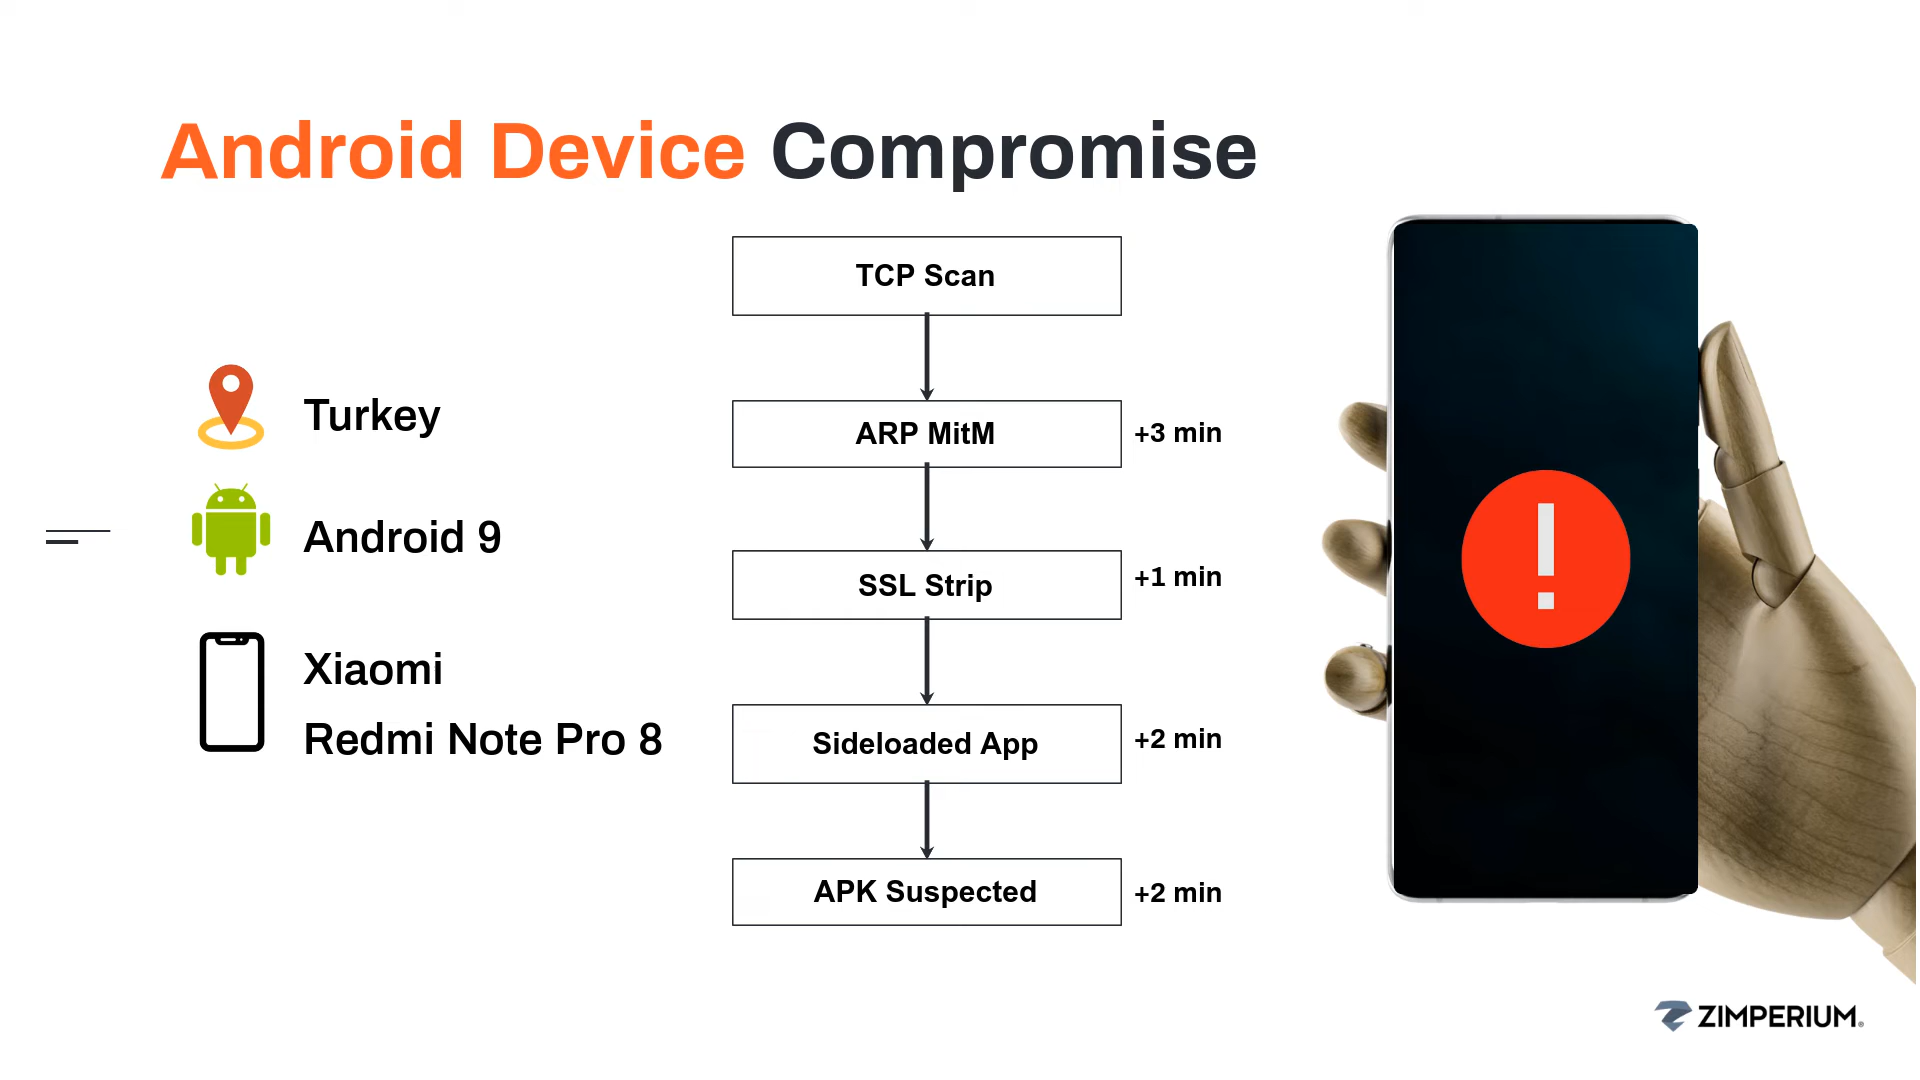 Android Device Compromise
Turkey
Android 9
Xiaomi
Redmi Note Pro 8
TCP Scan
ARP MitM
+3 min
SSL Strip
+1 min
Sideloaded App
+2 min
APK Suspected
+2 min
ZIMPERIUM®